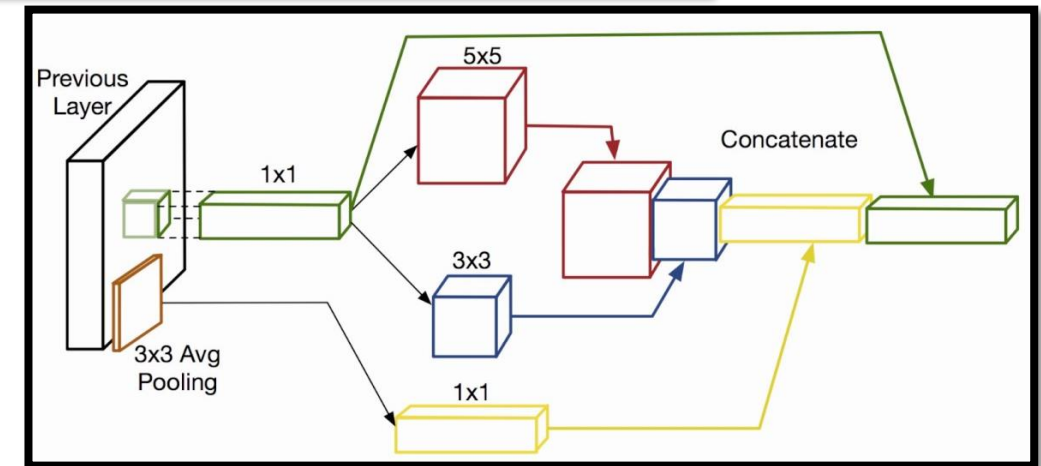 Previous
Layer
1x1
5x5
3x3
3x3 Avg
Pooling
1x1
Concatenate